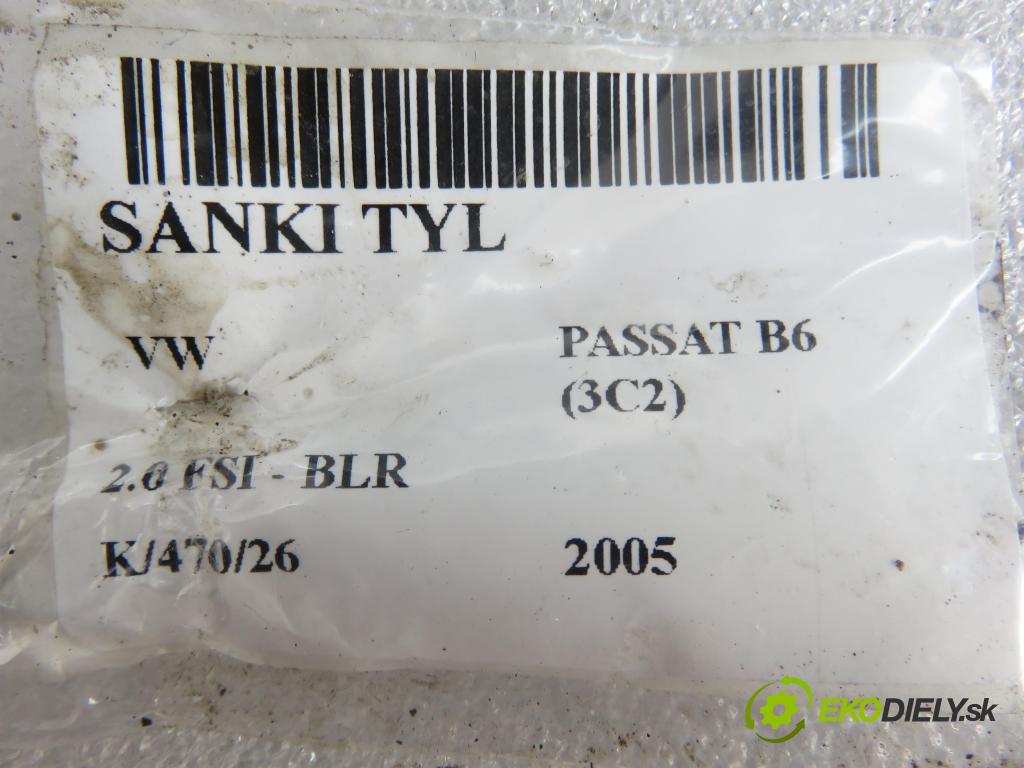 SANKI TYL
VW
PASSAT B6
(3C2)
2.0 FSI - BLR
K/470/26
2005
EKODIELY.sk